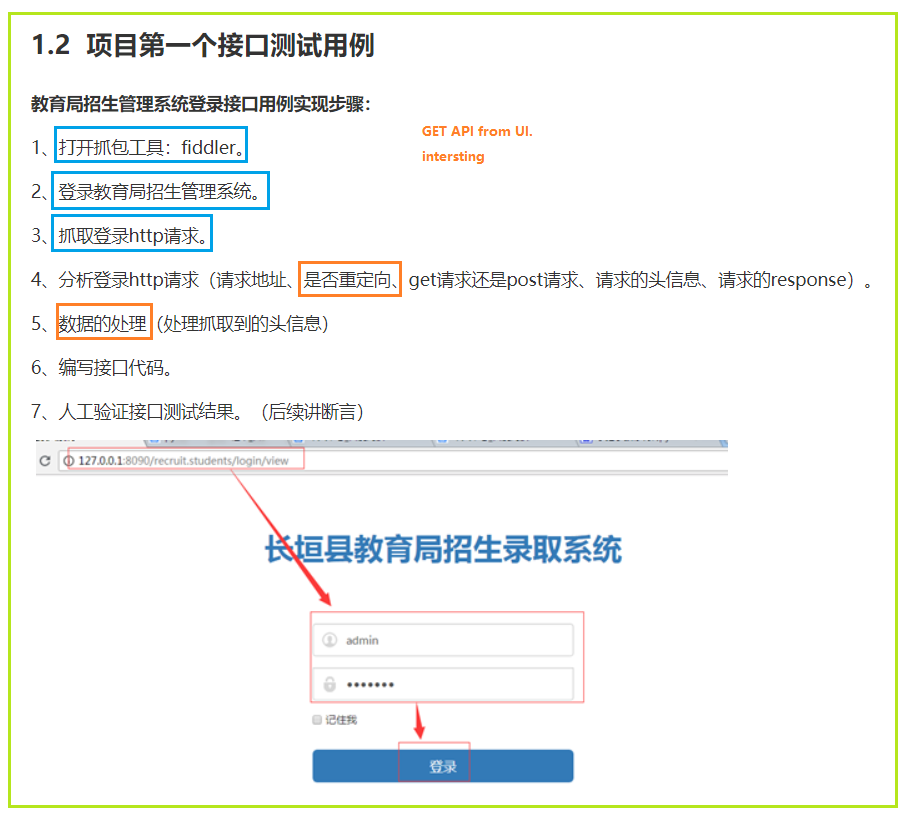 1.2 项目第一个接口测试用例
教育局招生管理系统登录接口用例实现步骤：
GET API from UI.
intersting
1、打开抓包工具：fiddler。
2、登录教育局招生管理系统。
3、抓取登录http请求。
4、分析登录http请求（请求地址、是否重定向、get请求还是post请求、请求的头信息、请求的response）。
5、数据的处理（处理抓取到的头信息）
6、编写接口代码。
7、人工验证接口测试结果。（后续讲断言）
127.0.0.1:8090/recruit.students/login/view
长垣县教育局招生录取系统
admin
•••••••
记住我
登录